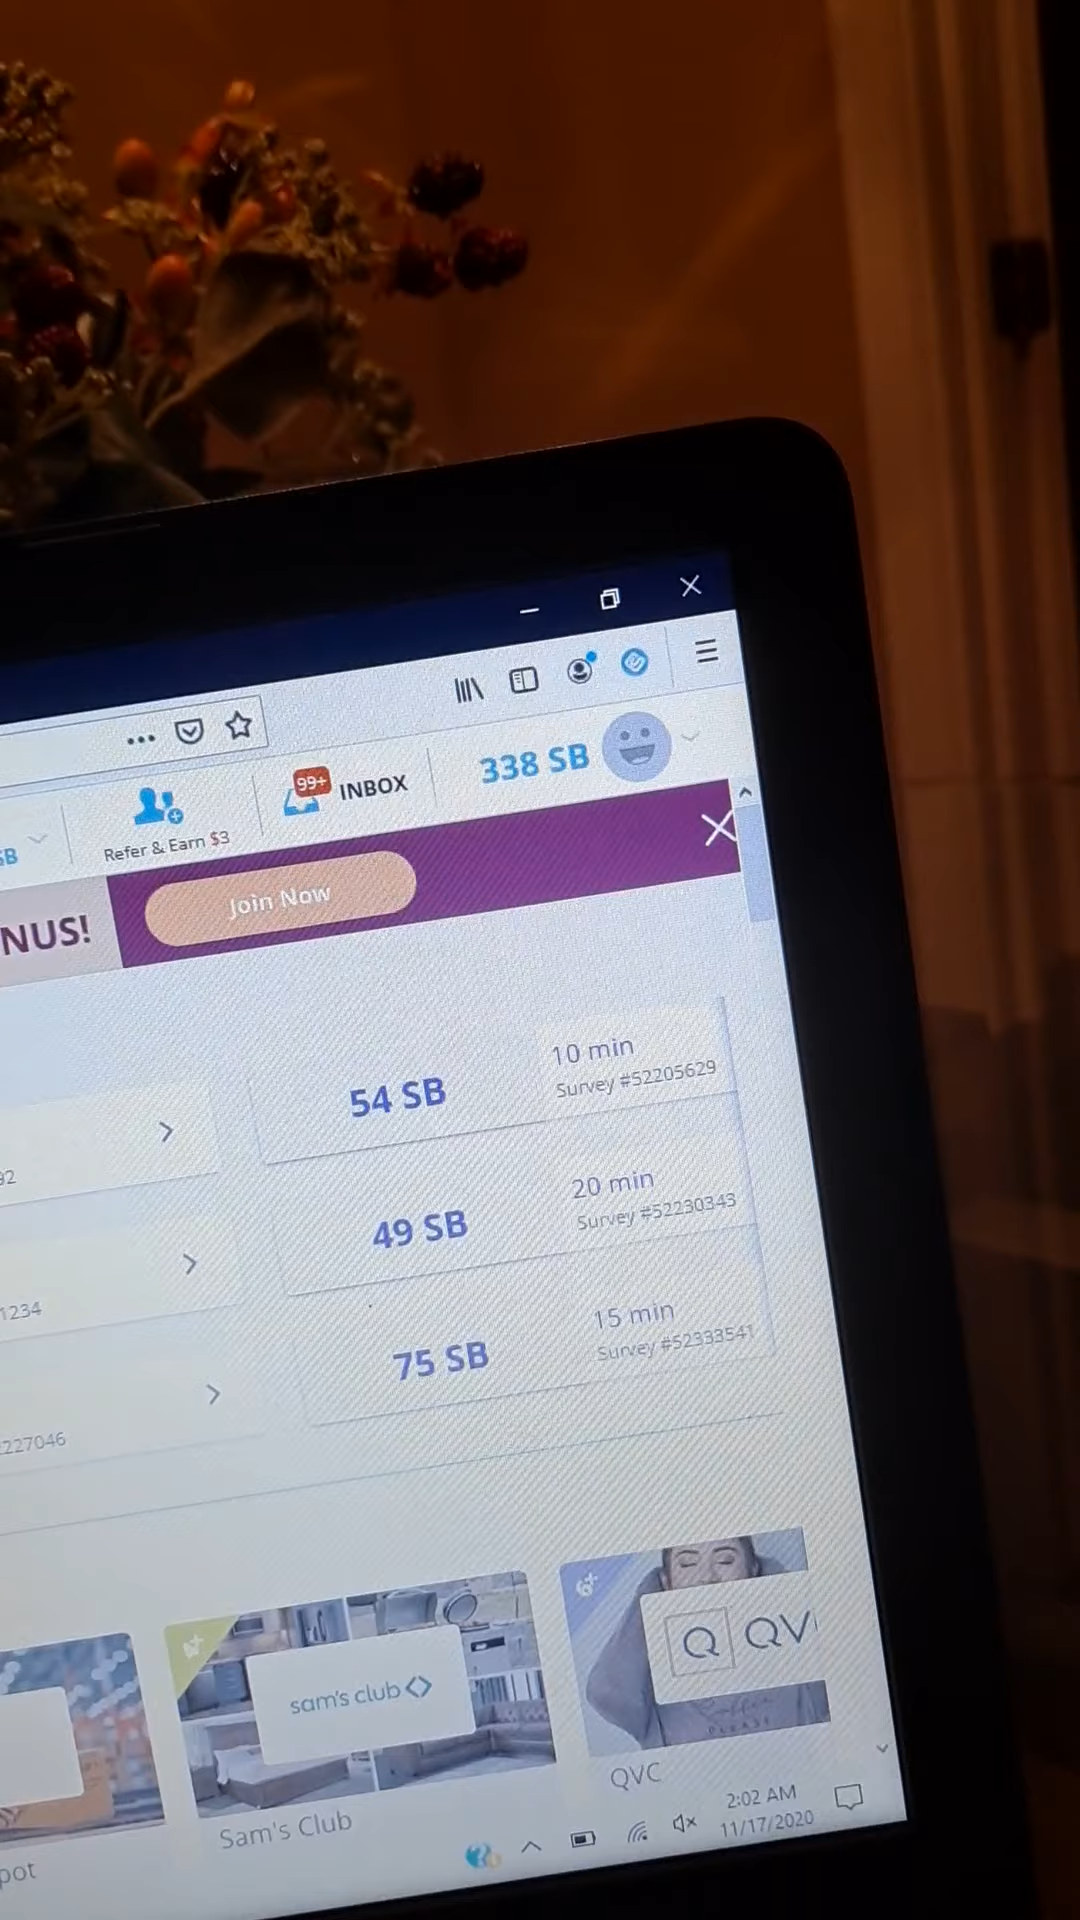 99+
INBOX
338 SB
SB
Refer & Earn $3
NUS!
Join Now
10 min
54 SB
Survey #52205629
92
20 min
49 SB
Survey #52230343
1234
15 min
75 SB
Survey #52333541
227046
sam's club
Q QV
PLEASE
QVC
Sam's Club
pot
2:02 AM
11/17/2020